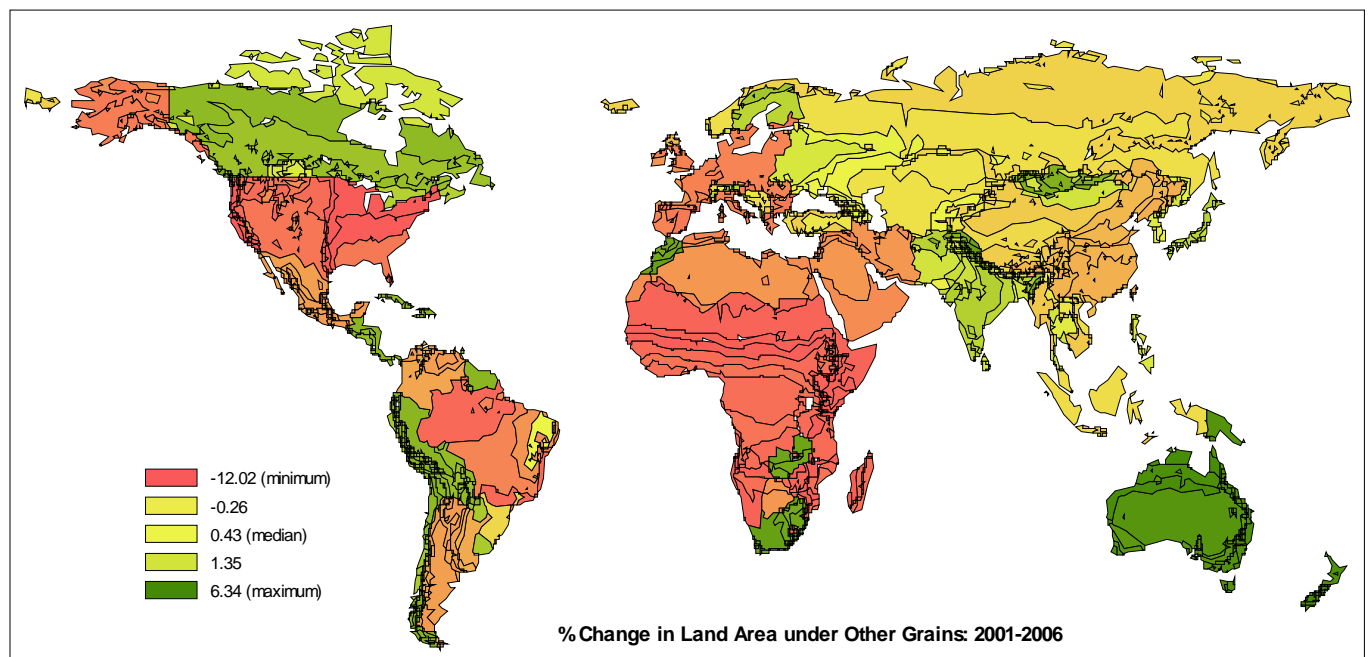 -12.02 (minimum)
-0.26
0.43 (median)
1.35
6.34 (maximum)
% Change in Land Area under Other Grains: 2001-2006